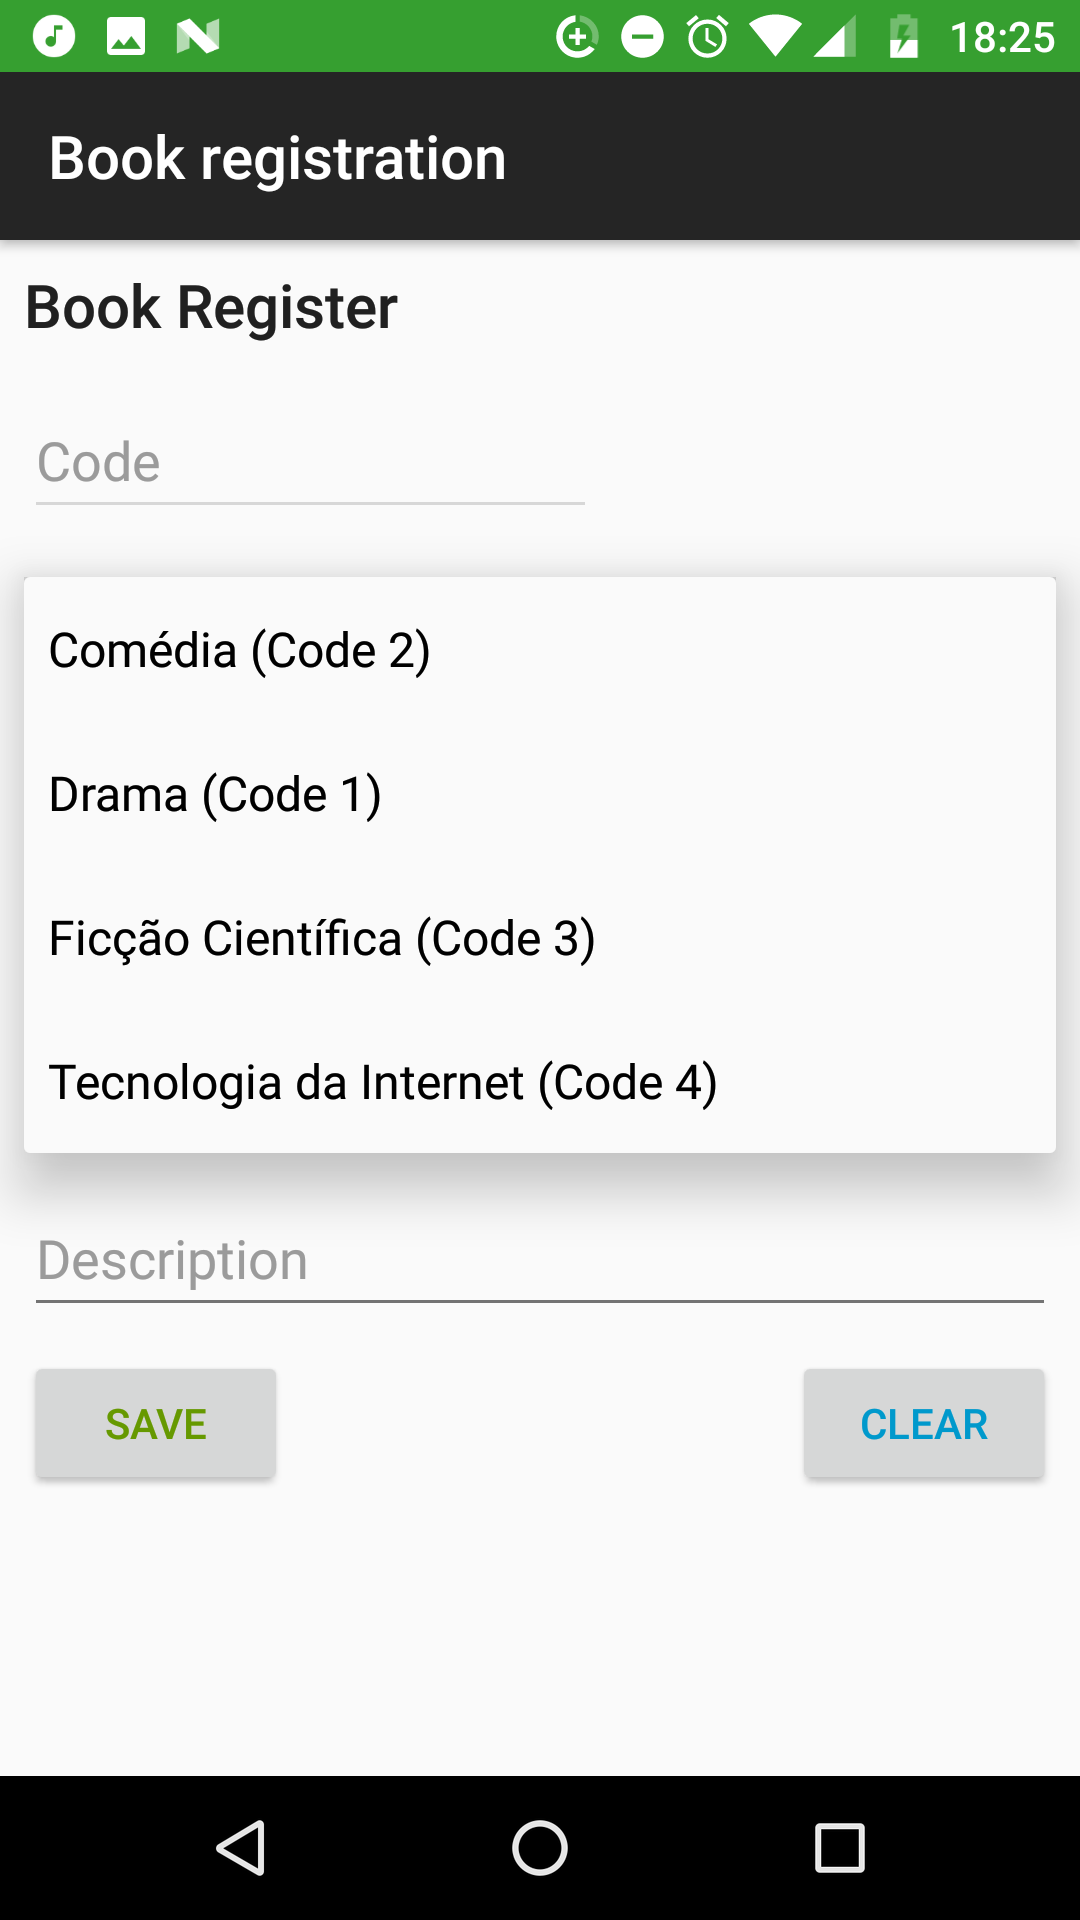 18:25
Book registration
Book Register
Code
Comédia (Code 2)
Drama (Code 1)
Ficção Científica (Code 3)
Tecnologia da Internet (Code 4)
Description
SAVE CLEAR